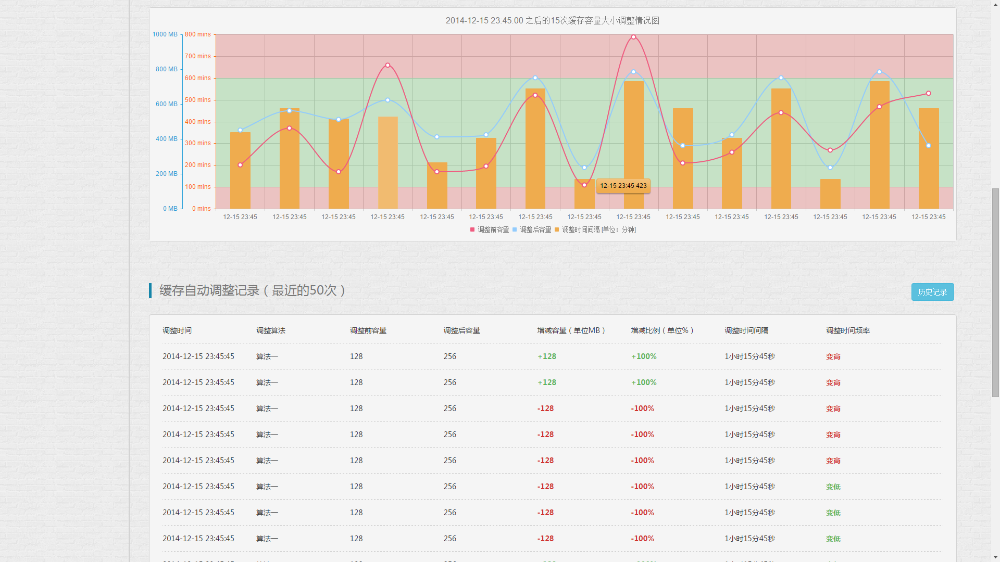 2014-12-15 23:45:00 之后的15次缓存容量大小调整情况图
1000 MB 800 mins
700 mins
800 MB
600 mins
500 mins
600 MB
400 mins
400 MB
300 mins
200 mins
200 MB
100 mins
0 MB 0 mins
12-15 23:45 423
12-15 23:45 12-15 23:45 12-15 23:45 12-15 23:45 12-15 23:45 12-15 23:45 12-15 23:45 12-15 23:45 12-15 23:45 12-15 23:45 12-15 23:45 12-15 23:45 12-15 23:45 12-15 23:45 12-15 23:45
调整前容量 调整后容量 调整时间间隔 [单位：分钟]
缓存自动调整记录（最近的50次）
历史记录
调整时间 调整算法 调整前容量 调整后容量 增减容量（单位MB） 增减比例（单位%） 调整时间间隔 调整时间频率
2014-12-15 23:45:45 算法一 128 256 +128 +100% 1小时15分45秒 变高
2014-12-15 23:45:45 算法一 128 256 +128 +100% 1小时15分45秒 变高
2014-12-15 23:45:45 算法一 128 256 -128 -100% 1小时15分45秒 变高
2014-12-15 23:45:45 算法一 128 256 -128 -100% 1小时15分45秒 变高
2014-12-15 23:45:45 算法一 128 256 -128 -100% 1小时15分45秒 变高
2014-12-15 23:45:45 算法一 128 256 -128 -100% 1小时15分45秒 变低
2014-12-15 23:45:45 算法一 128 256 -128 -100% 1小时15分45秒 变低
2014-12-15 23:45:45 算法一 128 256 -128 -100% 1小时15分45秒 变低